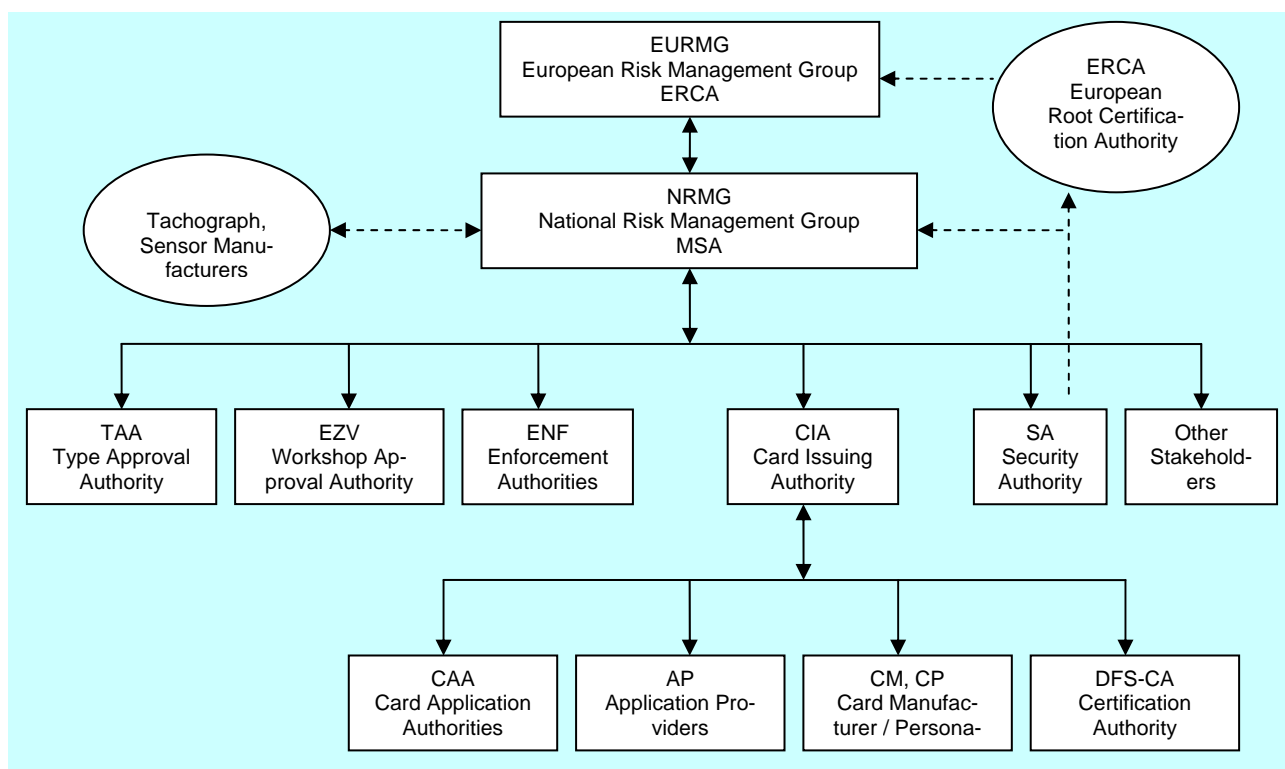 EURMG
European Risk Management Group
ERCA
ERCA
European
Root Certifica-
tion Authority
NRMG
National Risk Management Group
MSA
Tachograph,
Sensor Manu-
facturers
TAA
Type Approval
Authority
EZV
Workshop Ap-
proval Authority
ENF
Enforcement
Authorities
CIA
Card Issuing
Authority
SA
Security
Authority
Other
Stakehold-
ers
CAA
Card Application
Authorities
AP
Application Pro-
viders
CM, CP
Card Manufac-
turer / Persona-
DFS-CA
Certification
Authority